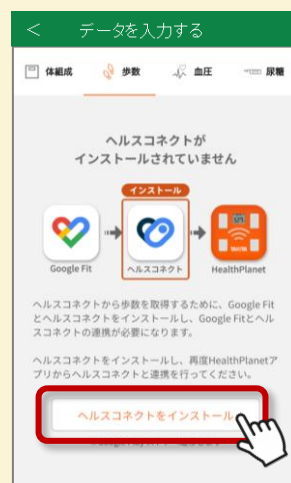 < データを入力する
体組成 歩数 血圧 尿糖
ヘルスコネクトが
インストールされていません
インストール
Google Fit ヘルスコネクト HealthPlanet
ヘルスコネクトから歩数を取得するために、Google Fit
とヘルスコネクトをインストールし、Google Fitとヘル
スコネクトの連携が必要になります。
ヘルスコネクトをインストールし、再度HealthPlanetア
プリからヘルスコネクトと連携を行ってください。
ヘルスコネクトをインストール